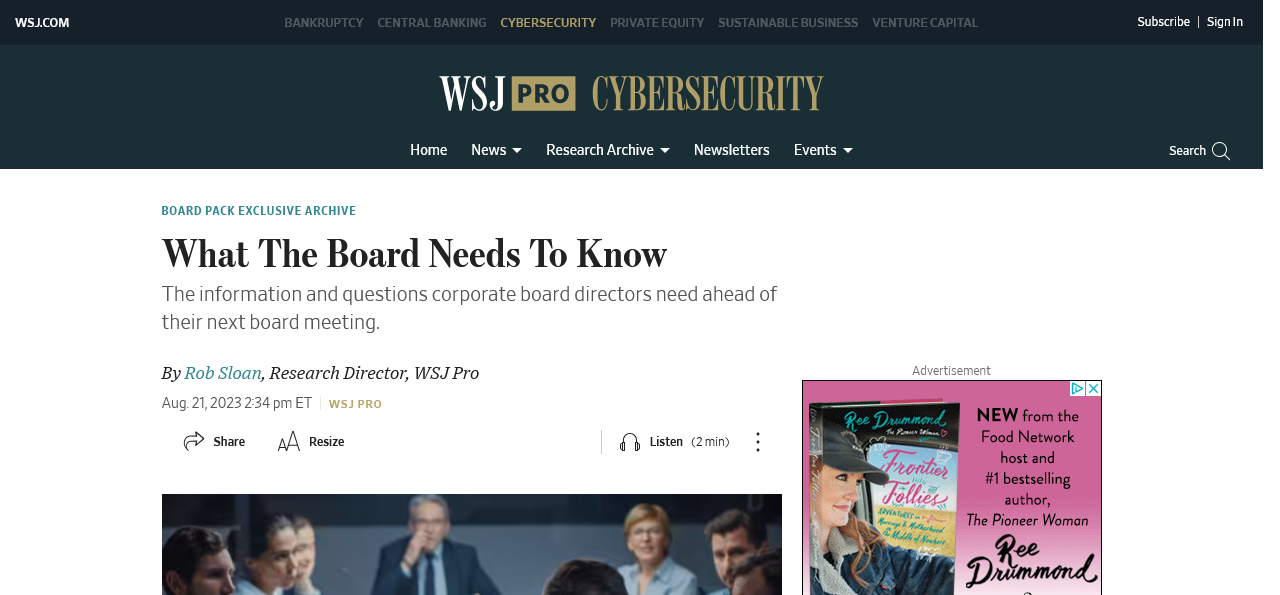 WSJ.COM
BANKRUPTCY CENTRAL BANKING CYBERSECURITY PRIVATE EQUITY SUSTAINABLE BUSINESS VENTURE CAPITAL
Subscribe | Sign In
WSJ PRO CYBERSECURITY
Home News Research Archive Newsletters Events
Search
BOARD PACK EXCLUSIVE ARCHIVE
What The Board Needs To Know
The information and questions corporate board directors need ahead of
their next board meeting.
By Rob Sloan, Research Director, WSJ Pro
Aug. 21, 2023 2:34 pm ET | WSJ PRO
Share
AA Resize
Listen (2 min)
Advertisement
Ree Drummond
The Pioneer Woman
Frontier
Follies
ADVENTURES in
Marriage & Motherhood
in the Middle of Nowhere
NEW from the
Food Network
host and
#1 bestselling
author,
The Pioneer Woman
Ree
Drummond